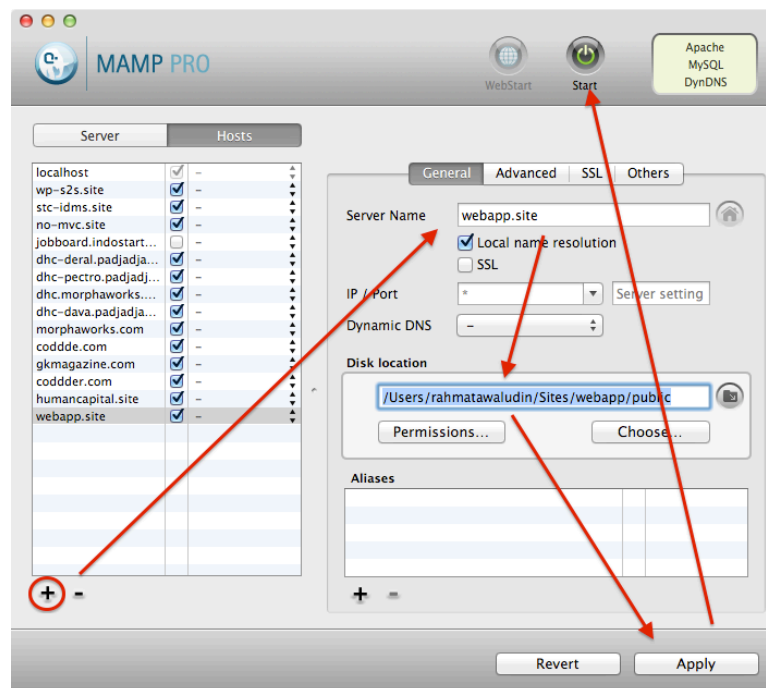 MAMP PRO
WebStart
Start
Apache
MySQL
DynDNS
Server
Hosts
General
Advanced
SSL
Others
localhost
wp-s2s.site
stc-idms.site
no-mvc.site
jobboard.indostart...
dhc-deral.padjadja...
dhc-pectro.padjadj...
dhc.morphaworks....
dhc-dava.padjadja...
morphaworks.com
coddde.com
gkmagazine.com
coddder.com
humancapital.site
webapp.site
Server Name
webapp.site
Local name resolution
SSL
IP / Port
*
Server setting
Dynamic DNS
–
Disk location
/Users/rahmatawaludin/Sites/webapp/public
Permissions...
Choose...
Aliases
+ -
+ -
Revert
Apply